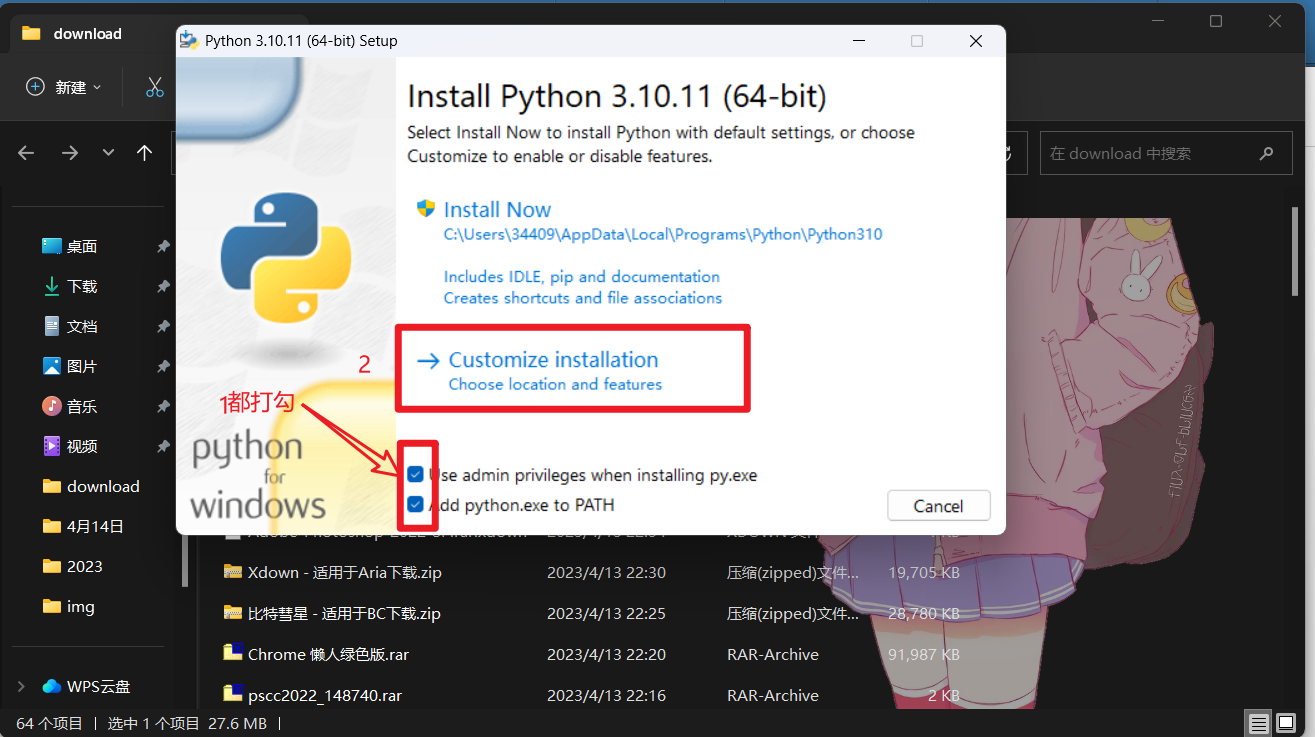 download
Python 3.10.11 (64-bit) Setup
新建
Install Python 3.10.11 (64-bit)
Select Install Now to install Python with default settings, or choose
Customize to enable or disable features.
在 download 中搜索
Install Now
C:\Users\34409\AppData\Local\Programs\Python\Python310
Includes IDLE, pip and documentation
Creates shortcuts and file associations
2
Customize installation
Choose location and features
1都打勾
Use admin privileges when installing py.exe
Add python.exe to PATH
Cancel
python
for
windows
桌面
下载
文档
图片
音乐
视频
download
4月14日
2023
img
WPS云盘
Xdown - 适用于Aria下载.zip 2023/4/13 22:30 压缩(zipped)文件... 19,705 KB
比特彗星 - 适用于BC下载.zip 2023/4/13 22:25 压缩(zipped)文件... 28,780 KB
Chrome 懒人绿色版.rar 2023/4/13 22:20 RAR-Archive 91,987 KB
pscc2022_148740.rar 2023/4/13 22:16 RAR-Archive 2 KB
64 个项目 | 选中 1 个项目 27.6 MB |